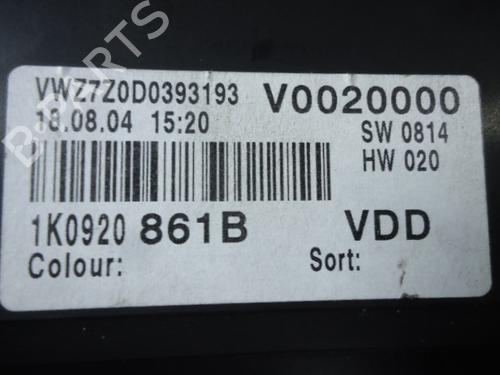 B-PARTS
VWZ7Z0D0393193 V0020000
18.08.04 15:20 SW 0814
HW 020
1K0920 861B VDD
Colour: Sort: